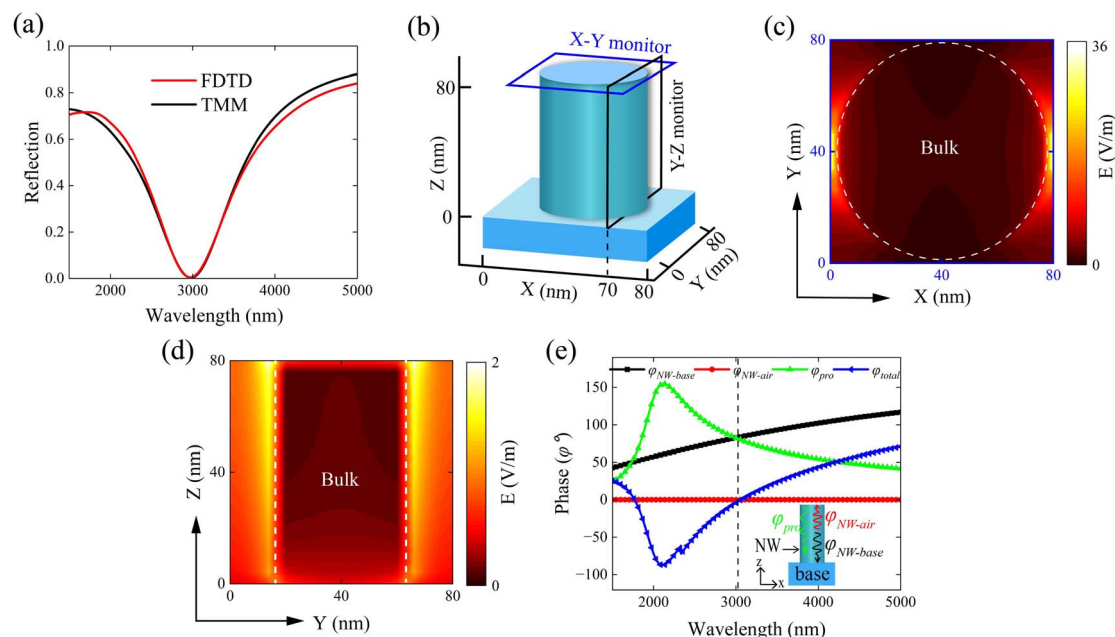 (a)
1.0
0.8
0.6
0.4
0.2
0.0
Reflection
FDTD
TMM
2000 3000 4000 5000
Wavelength (nm)
(b)
X-Y monitor
Y-Z monitor
80
0
Z (nm)
0 70 80
X (nm)
0 80
Y (nm)
(c)
80
40
0
Y (nm)
Bulk
0 40 80
X (nm)
36
0
E (V/m)
(d)
80
40
0
Z (nm)
Bulk
0 40 80
Y (nm)
2
0
E (V/m)
(e)
φNW-base φNW-air φpro φtotal
150
100
50
0
−50
−100
Phase (φ°)
φpro φNW-air
NW φNW-base
z
x
base
2000 3000 4000 5000
Wavelength (nm)